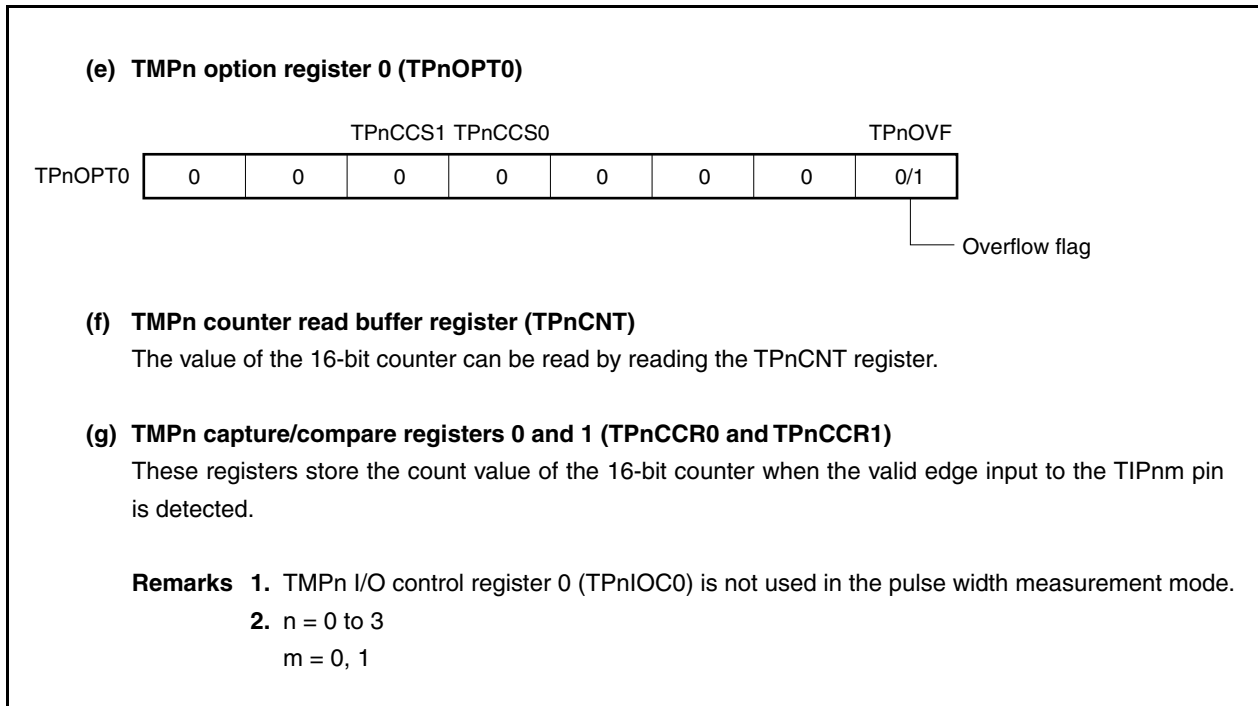 (e) TMPn option register 0 (TPnOPT0)
TPnCCS1 TPnCCS0 TPnOVF
TPnOPT0 0 0 0 0 0 0 0 0/1
Overflow flag
(f) TMPn counter read buffer register (TPnCNT)
The value of the 16-bit counter can be read by reading the TPnCNT register.
(g) TMPn capture/compare registers 0 and 1 (TPnCCR0 and TPnCCR1)
These registers store the count value of the 16-bit counter when the valid edge input to the TIPnm pin
is detected.
Remarks 1. TMPn I/O control register 0 (TPnIOC0) is not used in the pulse width measurement mode.
2. n = 0 to 3
m = 0, 1